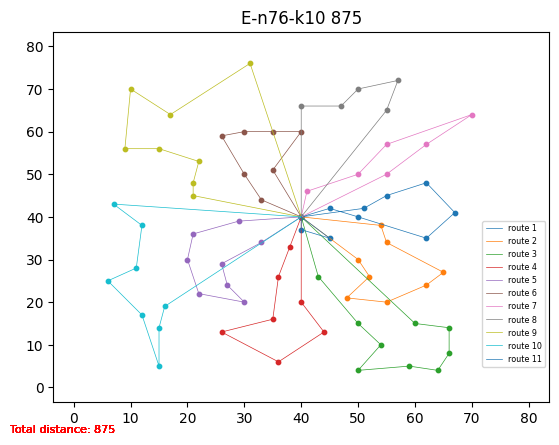 E-n76-k10 875
80
70
60
50
40
30
20
10
0
route 1
route 2
route 3
route 4
route 5
route 6
route 7
route 8
route 9
route 10
route 11
0 10 20 30 40 50 60 70 80
Total distance: 875